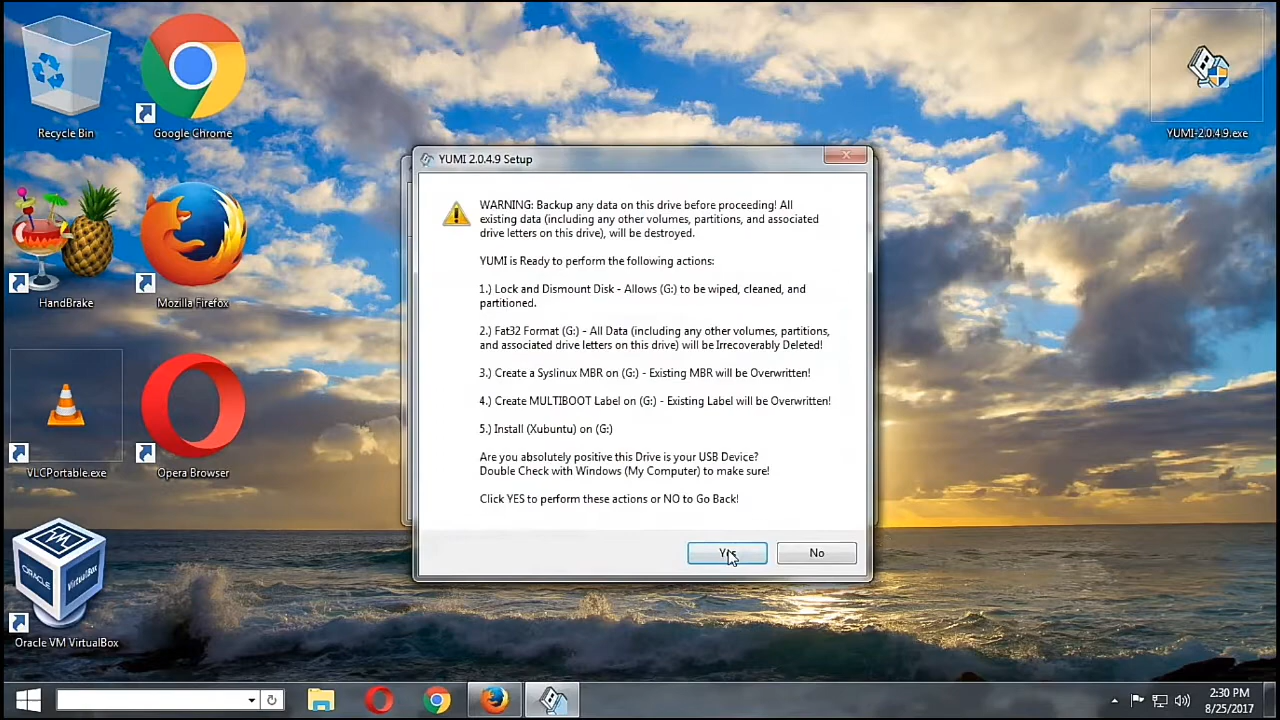 Recycle Bin
Google Chrome
YUMI-2.0.4.9.exe
HandBrake
Mozilla Firefox
VLCPortable.exe
Opera Browser
ORACLE
VirtualBox
Oracle VM VirtualBox
YUMI 2.0.4.9 Setup
WARNING: Backup any data on this drive before proceeding! All
existing data (including any other volumes, partitions, and associated
drive letters on this drive), will be destroyed.
YUMI is Ready to perform the following actions:
1.) Lock and Dismount Disk - Allows (G:) to be wiped, cleaned, and
partitioned.
2.) Fat32 Format (G:) - All Data (including any other volumes, partitions,
and associated drive letters on this drive) will be Irrecoverably Deleted!
3.) Create a Syslinux MBR on (G:) - Existing MBR will be Overwritten!
4.) Create MULTIBOOT Label on (G:) - Existing Label will be Overwritten!
5.) Install (Xubuntu) on (G:)
Are you absolutely positive this Drive is your USB Device?
Double Check with Windows (My Computer) to make sure!
Click YES to perform these actions or NO to Go Back!
Yes
No
2:30 PM
8/25/2017